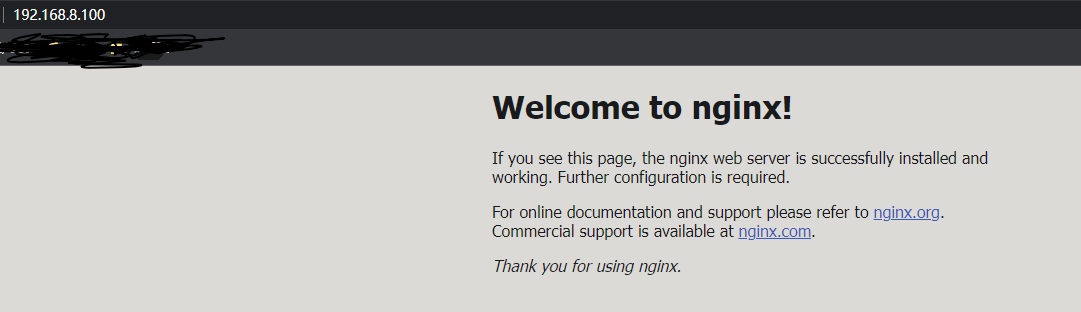 192.168.8.100
Welcome to nginx!
If you see this page, the nginx web server is successfully installed and
working. Further configuration is required.
For online documentation and support please refer to nginx.org.
Commercial support is available at nginx.com.
Thank you for using nginx.